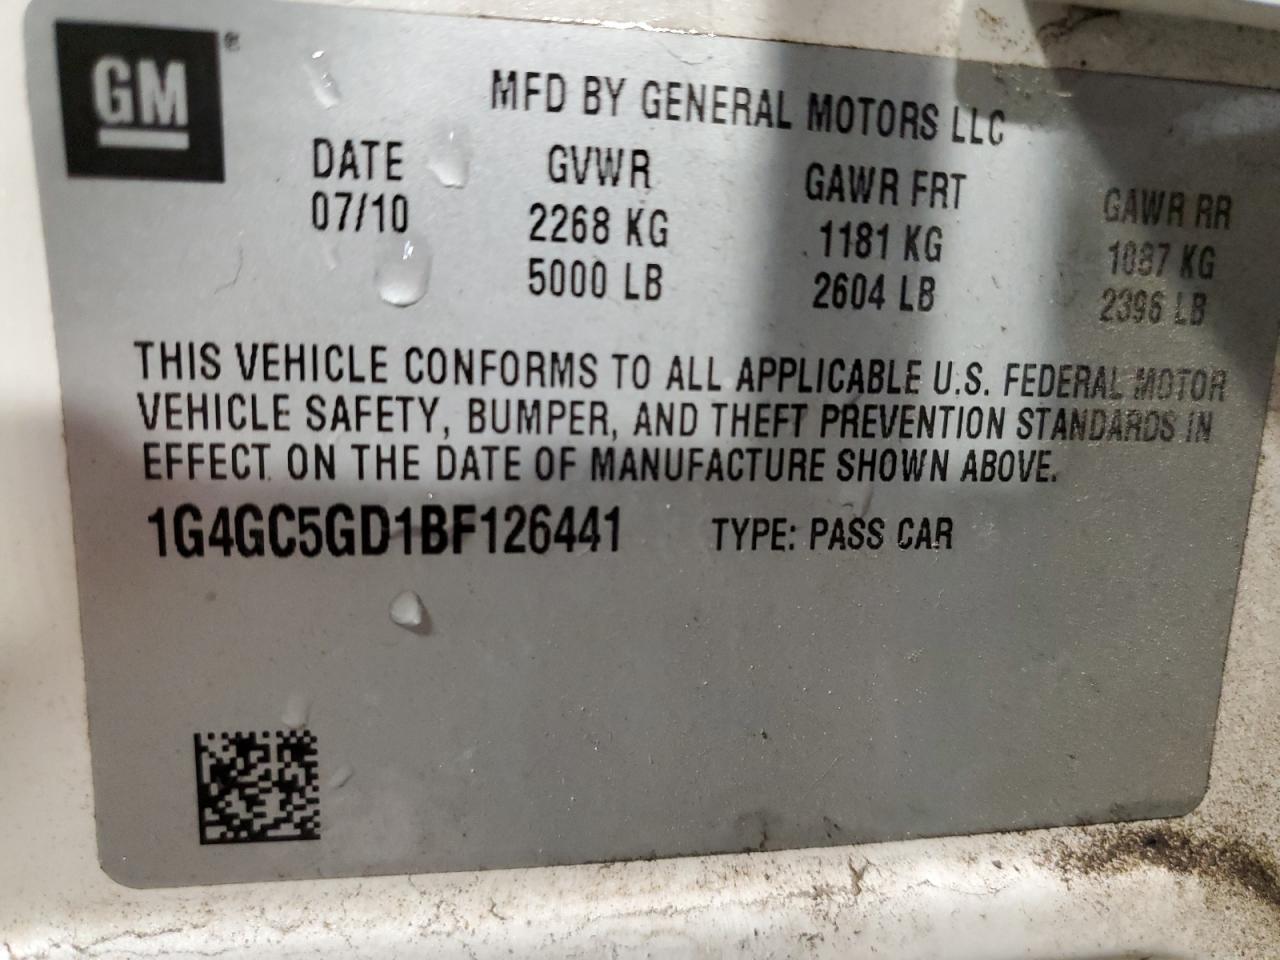 GM ®
MFD BY GENERAL MOTORS LLC
DATE GVWR GAWR FRT GAWR RR
07/10 2268 KG 1181 KG 1087 KG
5000 LB 2604 LB 2396 LB
THIS VEHICLE CONFORMS TO ALL APPLICABLE U.S. FEDERAL MOTOR
VEHICLE SAFETY, BUMPER, AND THEFT PREVENTION STANDARDS IN
EFFECT ON THE DATE OF MANUFACTURE SHOWN ABOVE.
1G4GC5GD1BF126441 TYPE: PASS CAR